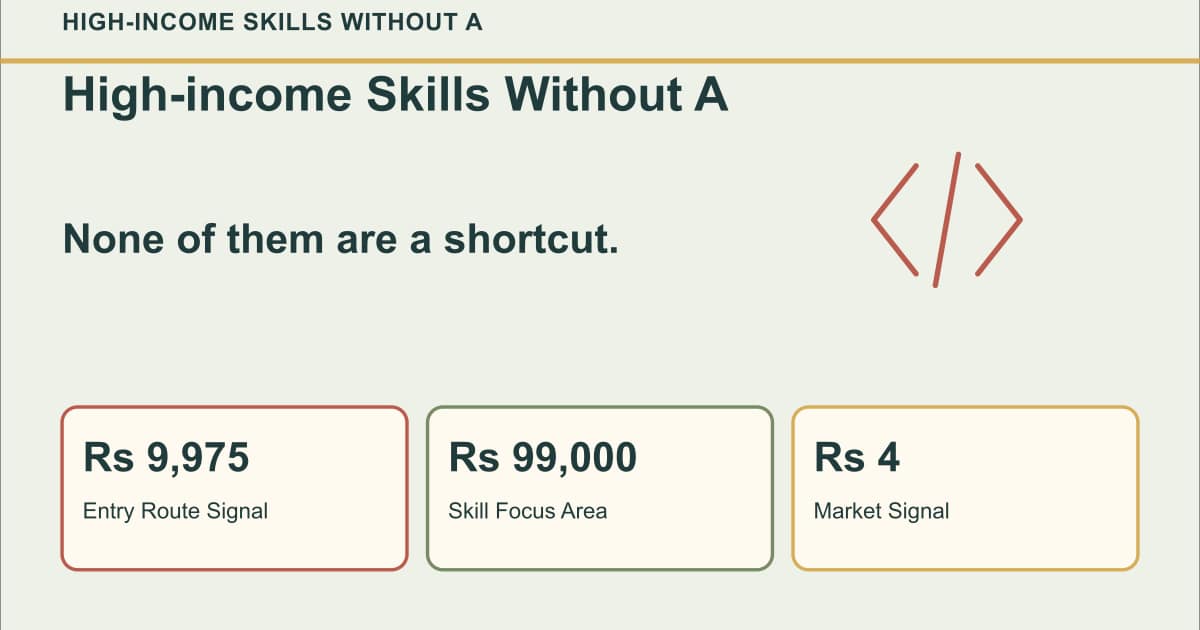 HIGH-INCOME SKILLS WITHOUT A
High-income Skills Without A
None of them are a shortcut.
Rs 9,975
Entry Route Signal
Rs 99,000
Skill Focus Area
Rs 4
Market Signal